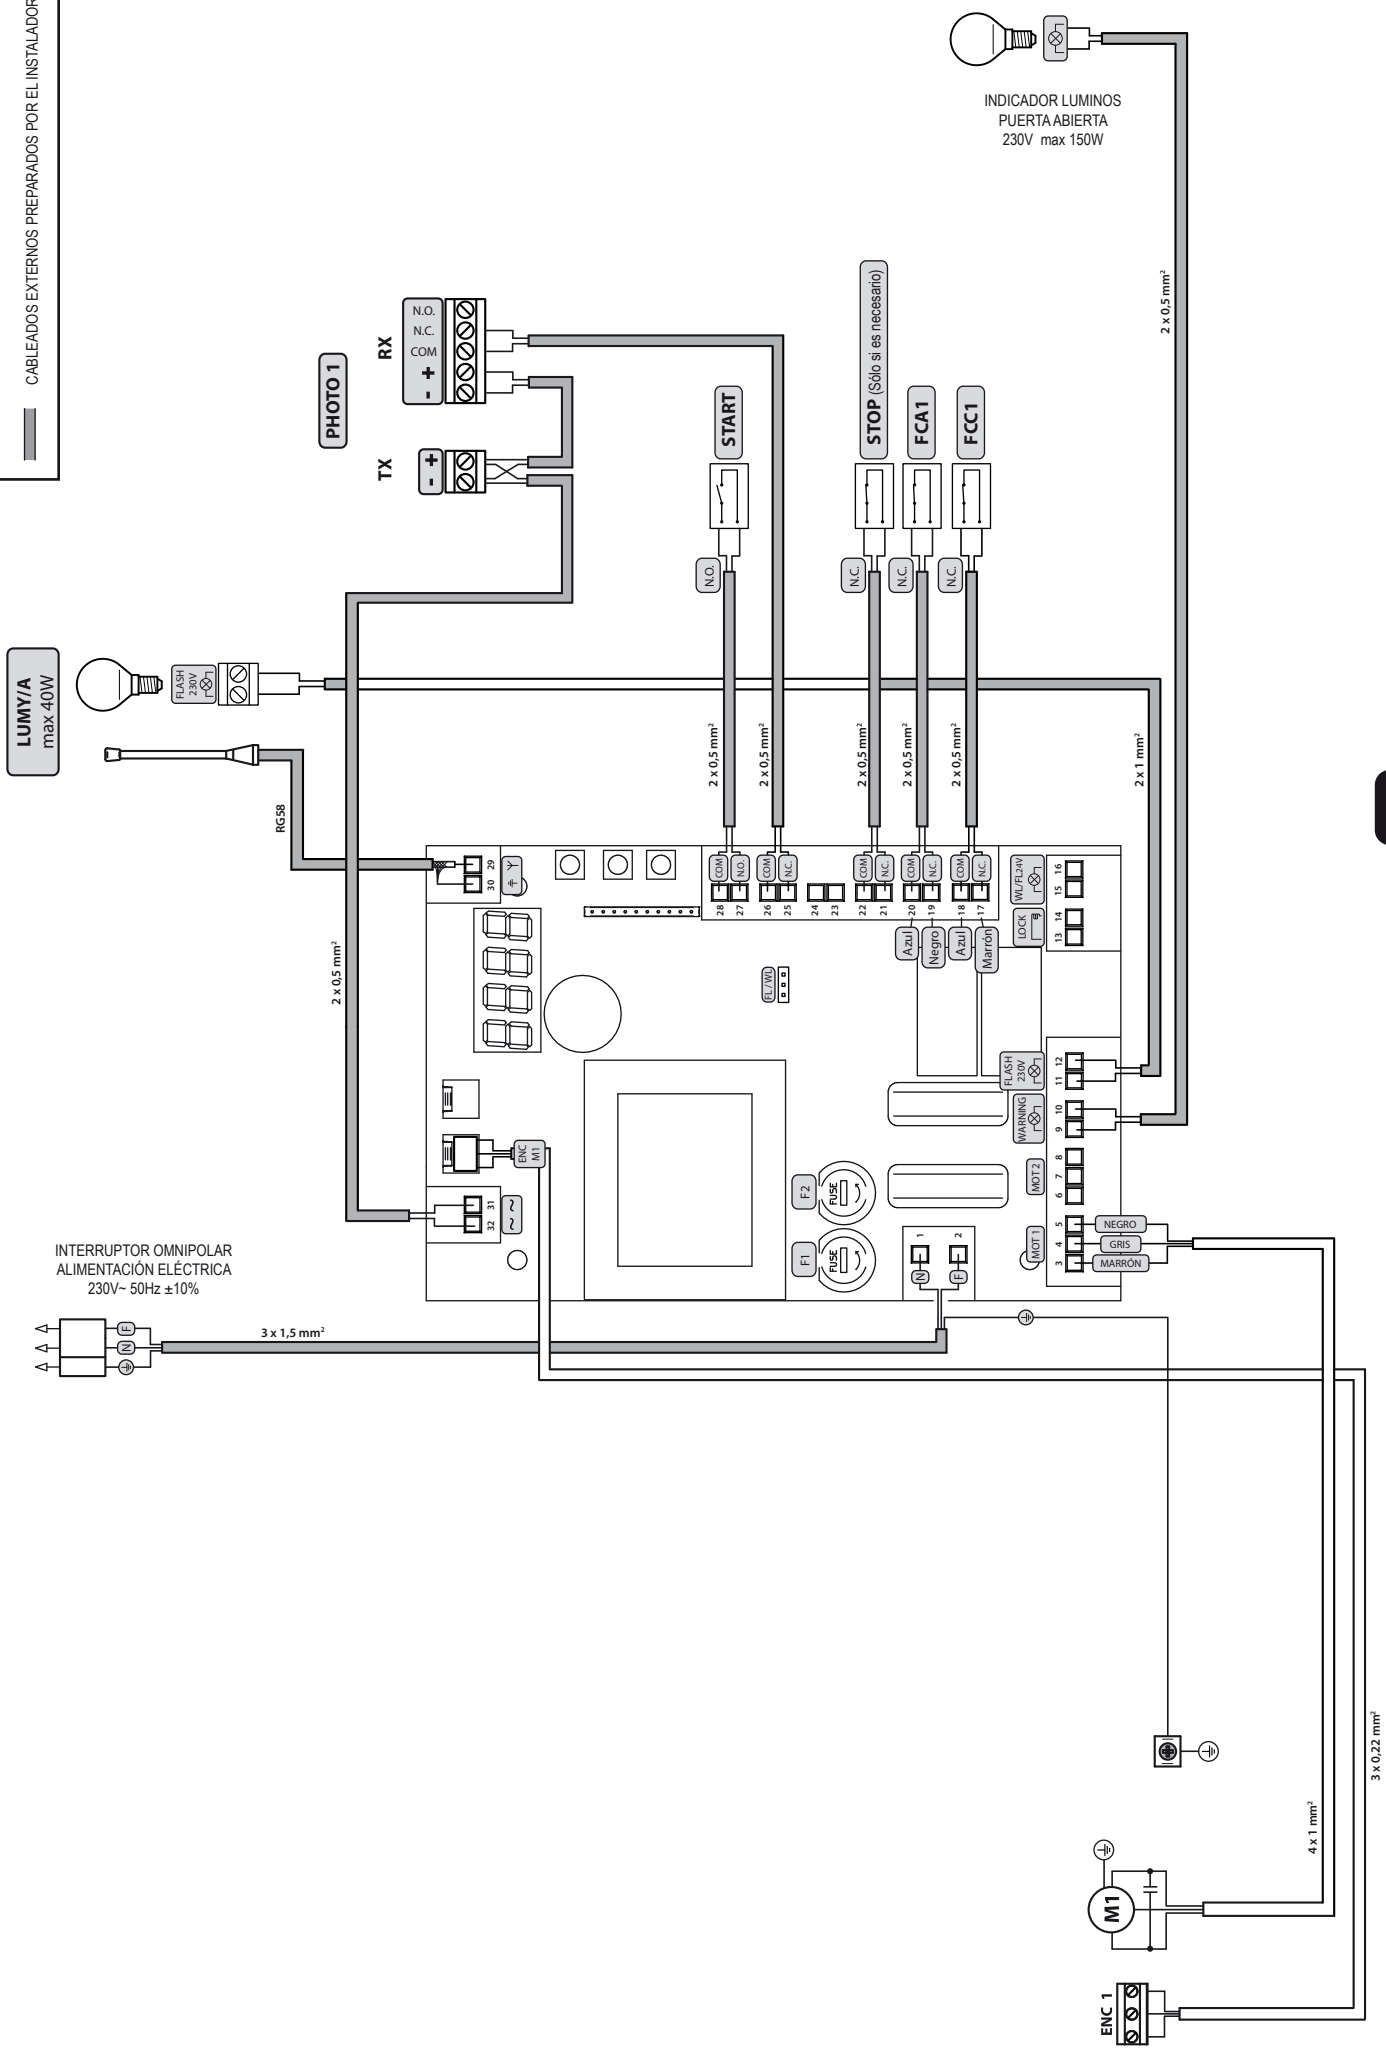 CABLEADOS EXTERNOS PREPARADOS POR EL INSTALADOR
INDICADOR LUMINOS
PUERTA ABIERTA
230V max 150W
2 x 0,5 mm²
PHOTO 1
RX
N.O.
N.C.
COM
- +
TX
- +
START
N.O.
STOP (Sólo si es necesario)
N.C.
FCA1
N.C.
FCC1
N.C.
LUMY/A
max 40W
FLASH
230V
RG58
2 x 0,5 mm²
2 x 0,5 mm²
2 x 0,5 mm²
2 x 0,5 mm²
2 x 0,5 mm²
2 x 0,5 mm²
2 x 1 mm²
29
30
COM
N.O.
COM
N.C.
COM
N.C.
COM
N.C.
COM
N.C.
28
27
26
25
24
23
22
21
20
19
18
17
Azul
Negro
Azul
Marrón
WL/FL24V
LOCK
16
15
14
13
FL/WL
FLASH
230V
WARNING
12
11
10
9
8
7
6
5
4
3
MOT 2
MOT 1
NEGRO
GRIS
MARRÓN
ENC
M1
31
32
~ ~
F2
FUSE
F1
FUSE
1
2
N
F
INTERRUPTOR OMNIPOLAR
ALIMENTACIÓN ELÉCTRICA
230V~ 50Hz ±10%
F
N
3 x 1,5 mm²
4 x 1 mm²
3 x 0,22 mm²
M1
ENC 1